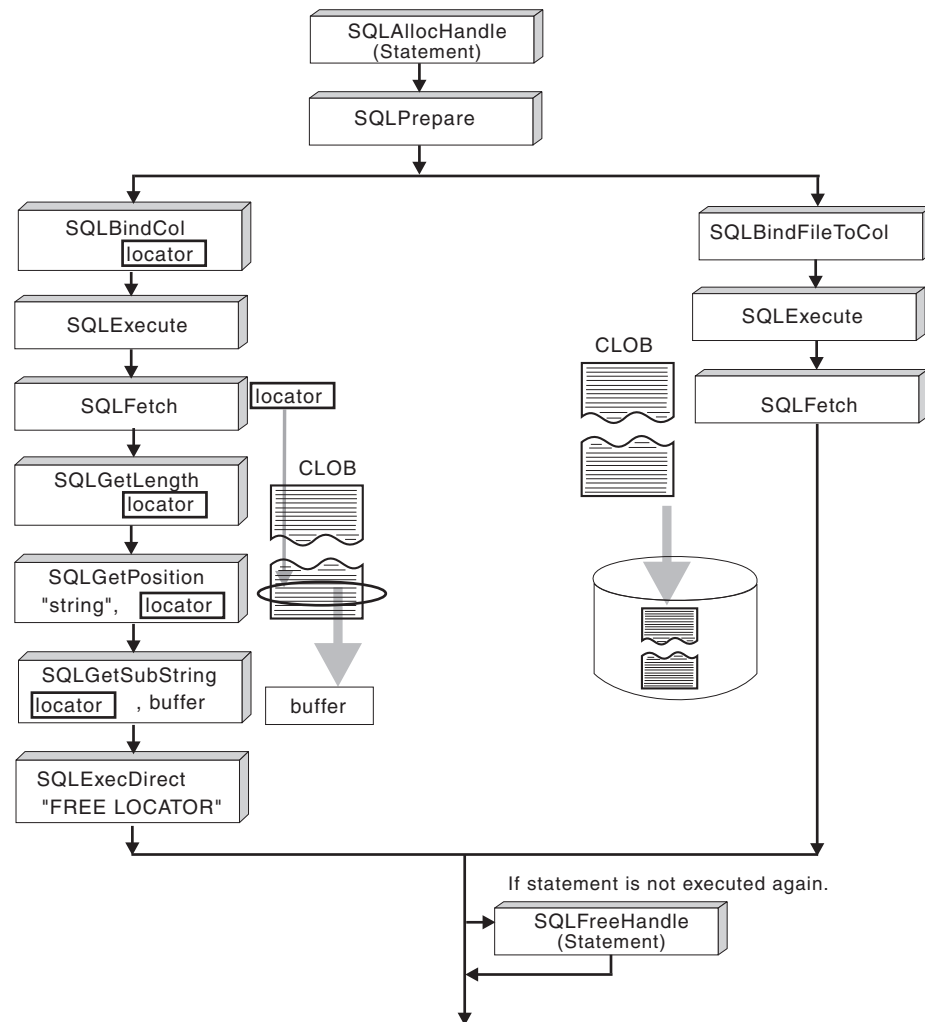 SQLAllocHandle
(Statement)
SQLPrepare
SQLBindCol
locator
SQLExecute
SQLFetch
locator
SQLGetLength
locator
CLOB
SQLGetPosition
"string", locator
SQLGetSubString
locator , buffer
buffer
SQLExecDirect
"FREE LOCATOR"
SQLBindFileToCol
SQLExecute
CLOB
SQLFetch
If statement is not executed again.
SQLFreeHandle
(Statement)